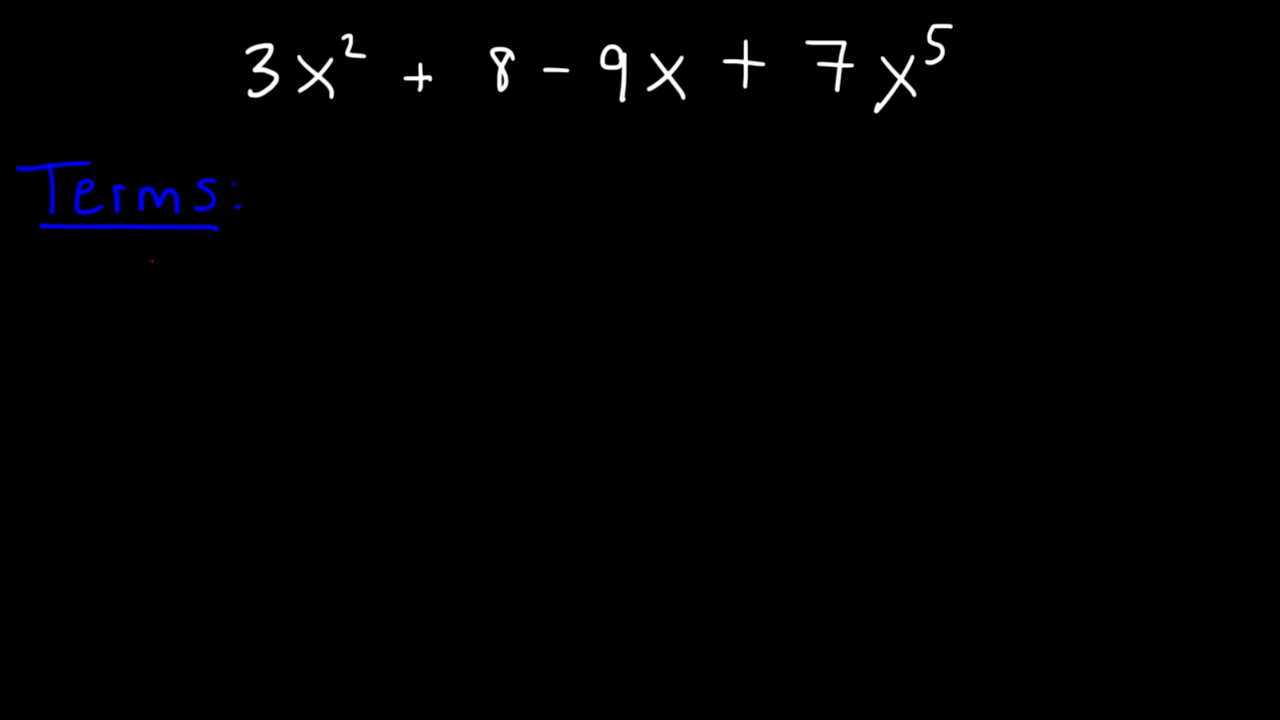 3x² + 8 - 9x + 7x⁵
Terms: